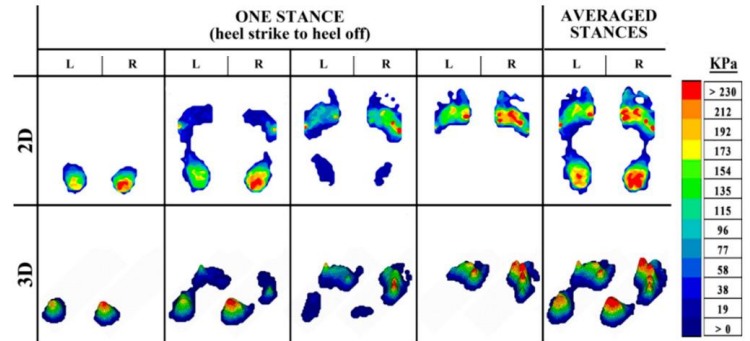 ONE STANCE
(heel strike to heel off)
AVERAGED
STANCES
L R L R L R L R L R
KPa
2D
3D
> 230
212
192
173
154
135
115
96
77
58
38
19
> 0